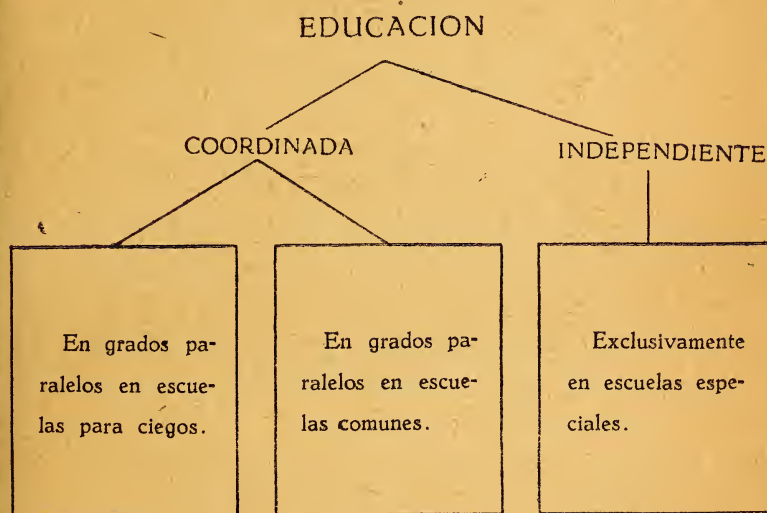 EDUCACION
COORDINADA
INDEPENDIENTE
En grados pa-
ralelos en escue-
las para ciegos.
En grados pa-
ralelos en escue-
las comunes.
Exclusivamente
en escuelas espe-
ciales.